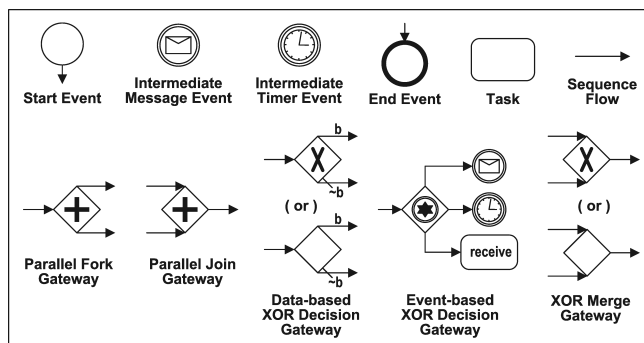 Start Event
Intermediate
Message Event
Intermediate
Timer Event
End Event
Task
Sequence
Flow
Parallel Fork
Gateway
Parallel Join
Gateway
b
X
~b
( or )
b
~b
Data-based
XOR Decision
Gateway
receive
Event-based
XOR Decision
Gateway
X
( or )
XOR Merge
Gateway